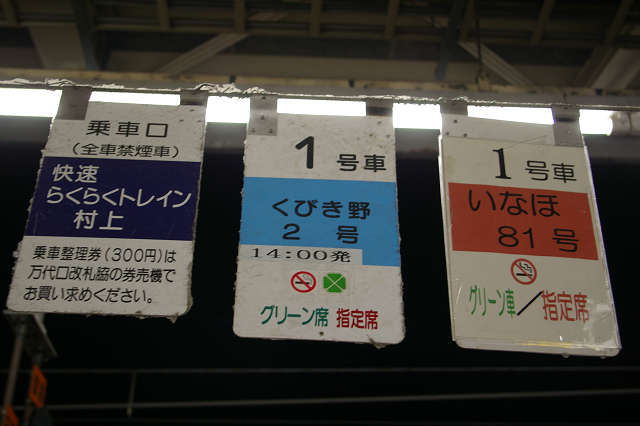 乗車口
(全車禁煙車)
快速
らくらくトレイン
村上
乗車整理券(300円)は
万代口改札脇の券売機で
お買い求めください。
1号車
くびき野
2号
14:00発
グリーン席 指定席
1号車
いなほ
81号
グリーン車/指定席